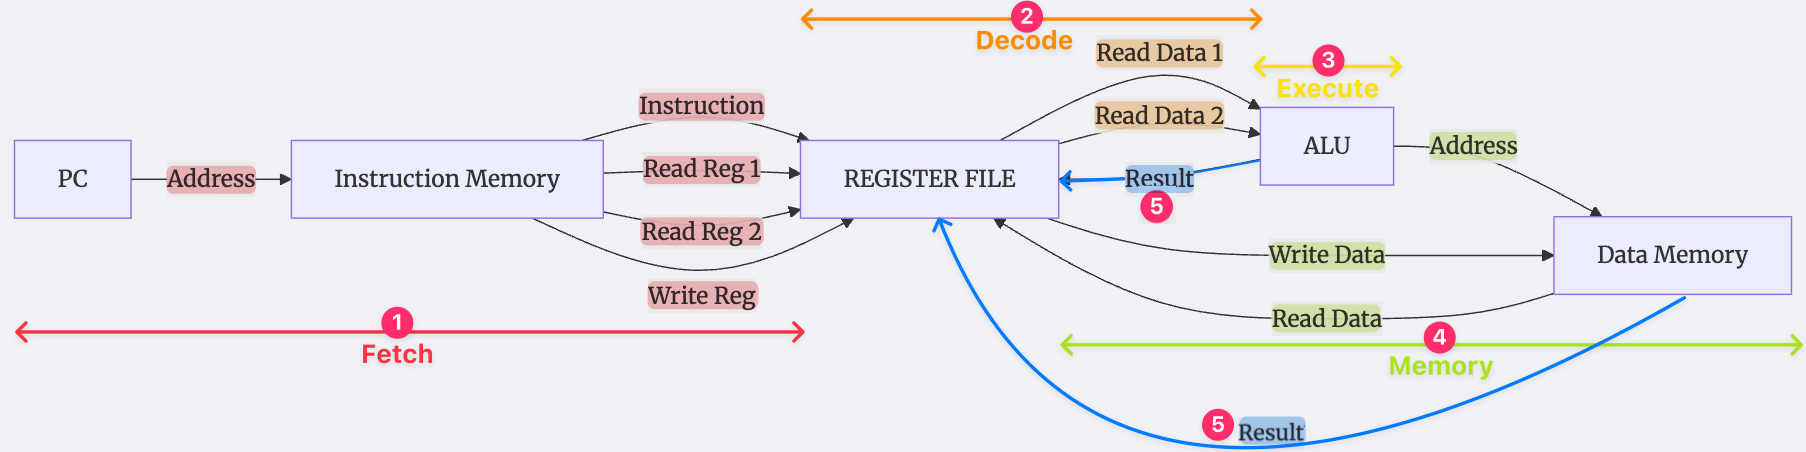 2
Decode
Read Data 1
3
Execute
Instruction
Read Data 2
ALU
Address
PC
Address
Instruction Memory
Read Reg 1
REGISTER FILE
Result
5
Read Reg 2
Write Data
Data Memory
Write Reg
Read Data
1
Fetch
4
Memory
5
Result